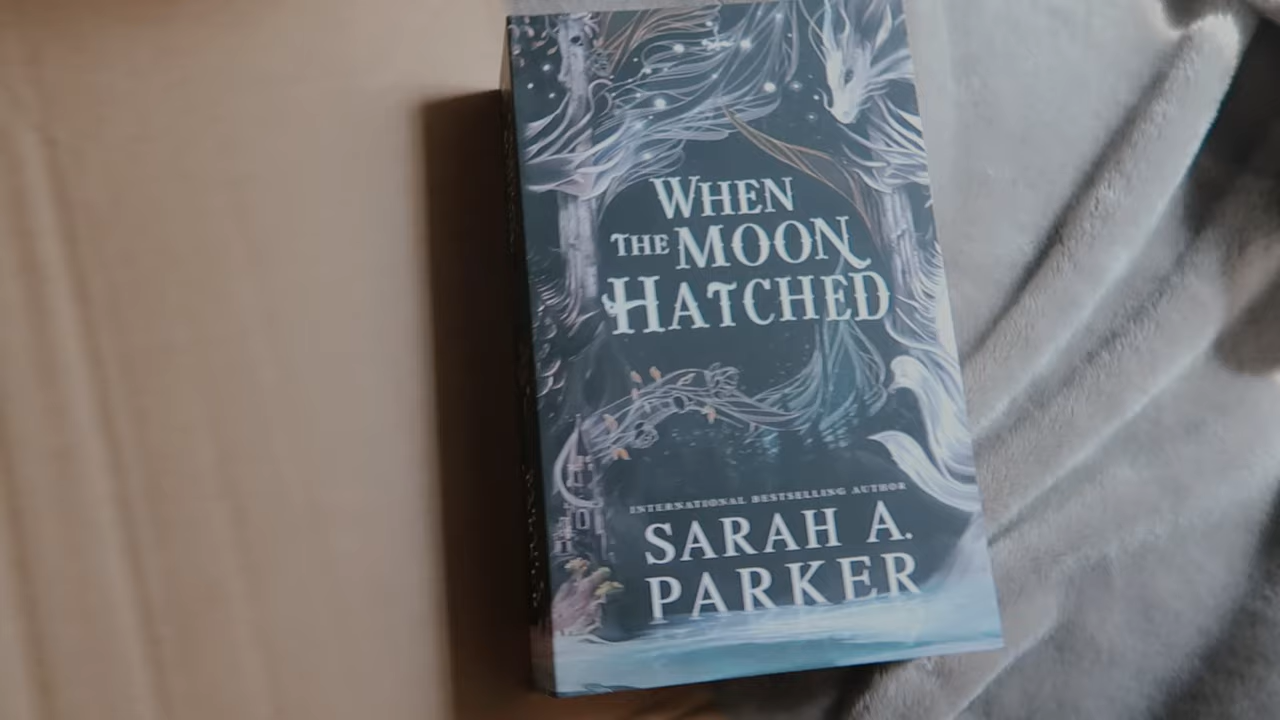 WHEN
THE MOON
HATCHED
INTERNATIONAL BESTSELLING AUTHOR
SARAH A.
PARKER